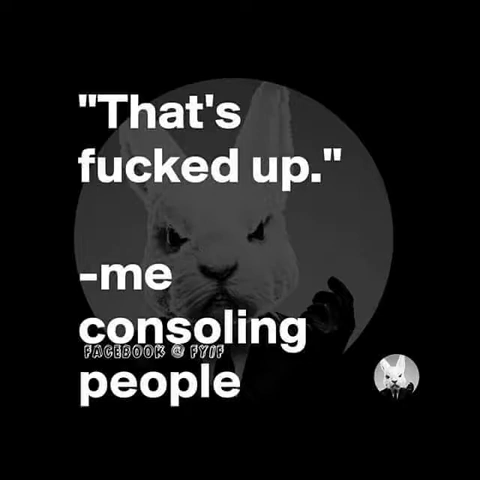 "That's
fucked up."
-me
consoling
FACEBOOK @ FYIF
people